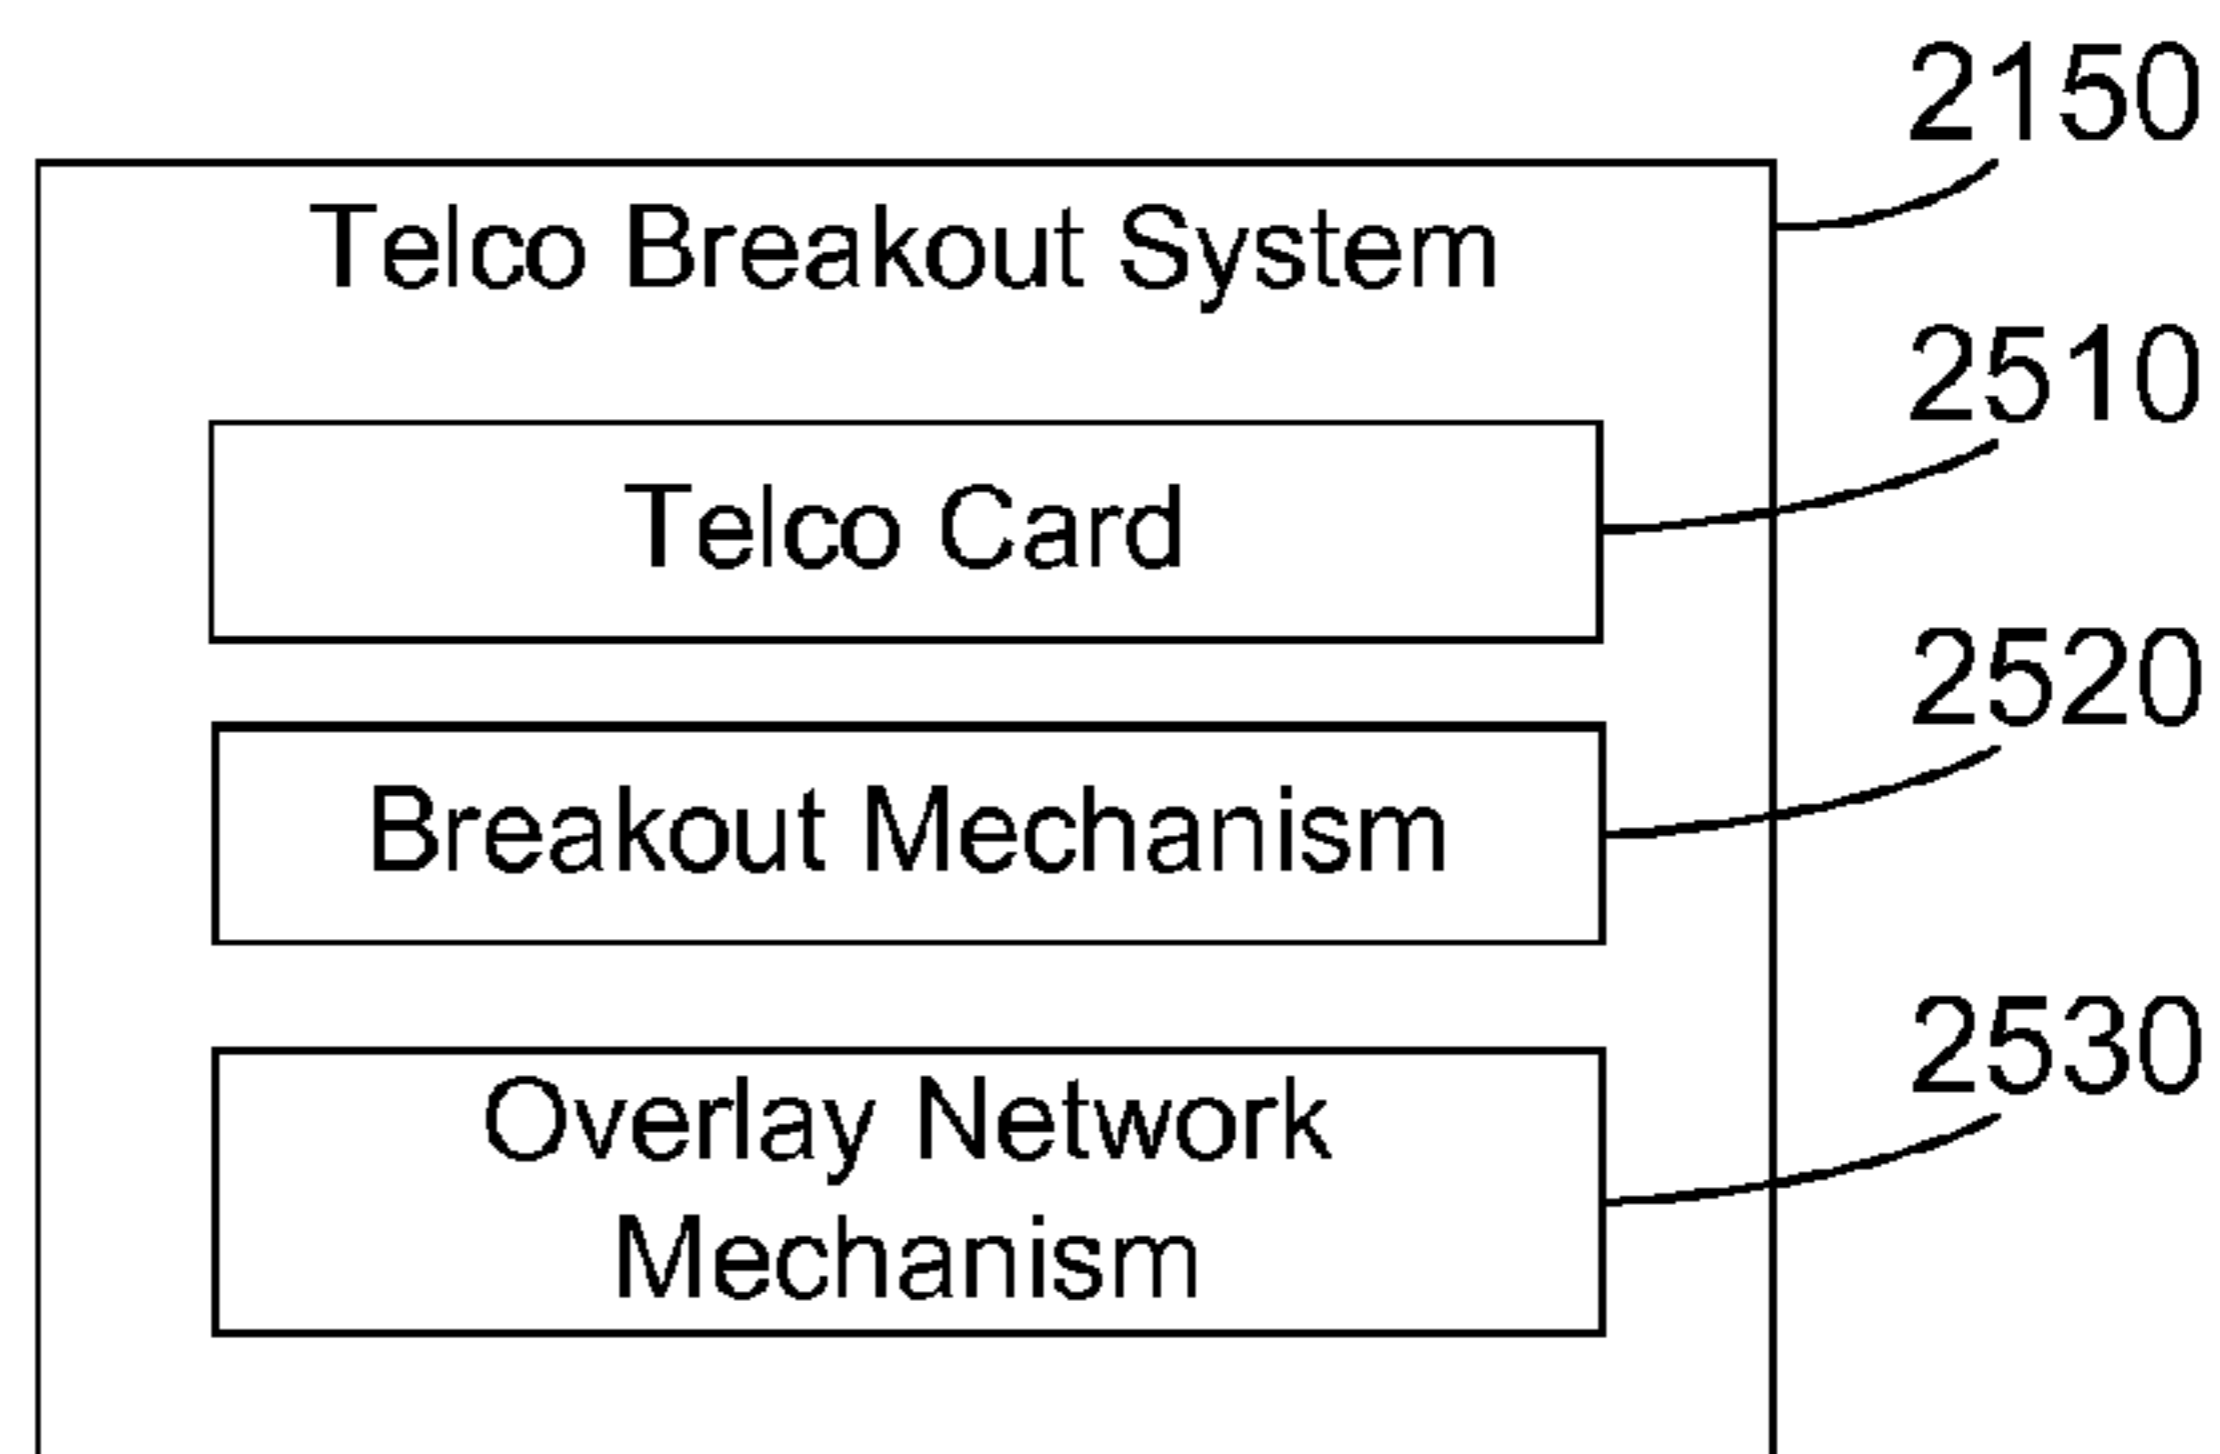 2150
Telco Breakout System
2510
Telco Card
2520
Breakout Mechanism
2530
Overlay Network
Mechanism